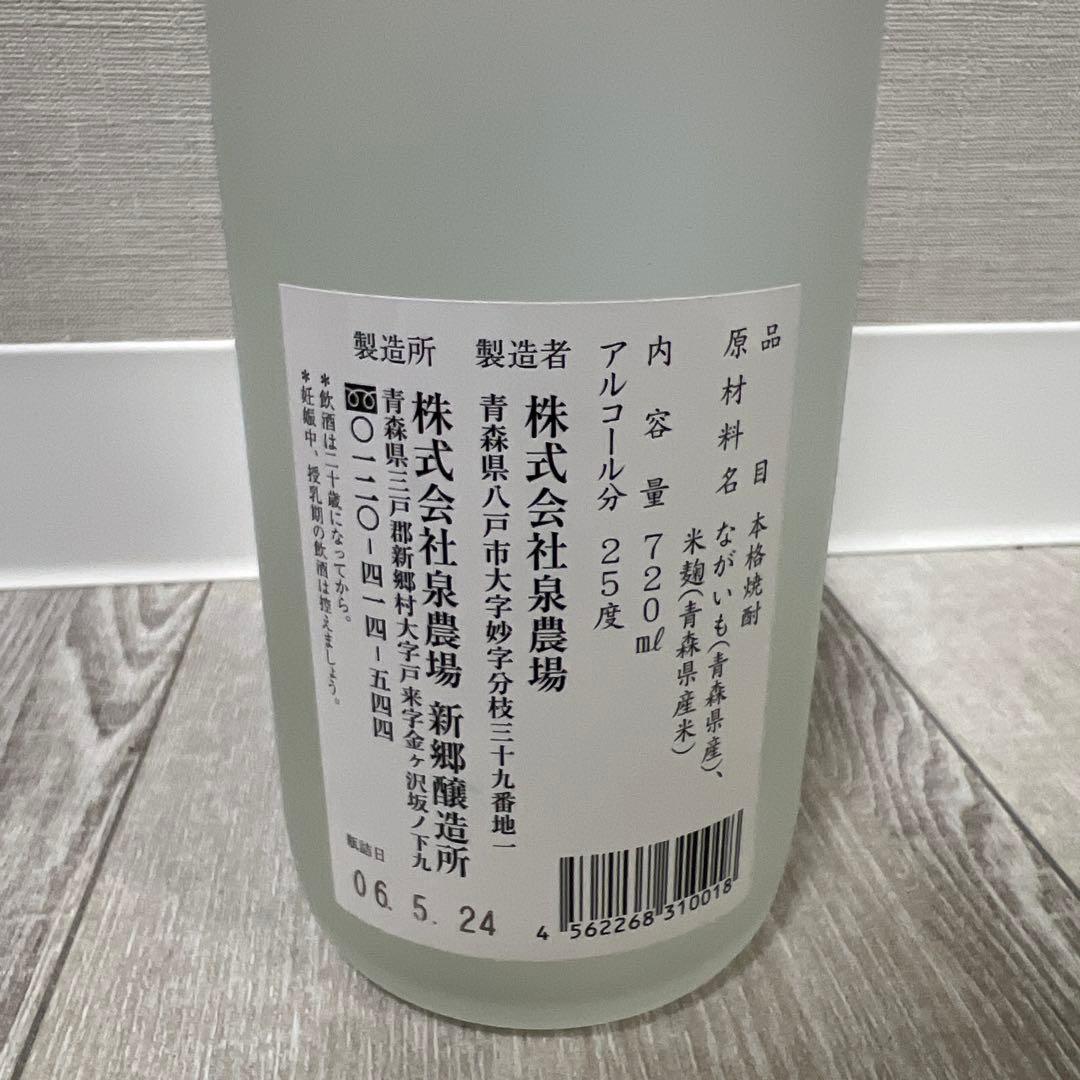 品目 本格焼酎
原材料名 ながいも(青森県産)、
米麹(青森県産米)
内容量 720㎖
アルコール分 25度
製造者 株式会社泉農場
青森県八戸市大字妙字分枝三十九番地一
製造所 株式会社泉農場 新郷醸造所
青森県三戸郡新郷村大字戸来字金ヶ沢坂ノ下九
〇一二〇-四一四-五四四
*飲酒は二十歳になってから。
*妊娠中、授乳期の飲酒は控えましょう。
瓶詰日
06. 5. 24
4 562268 310018